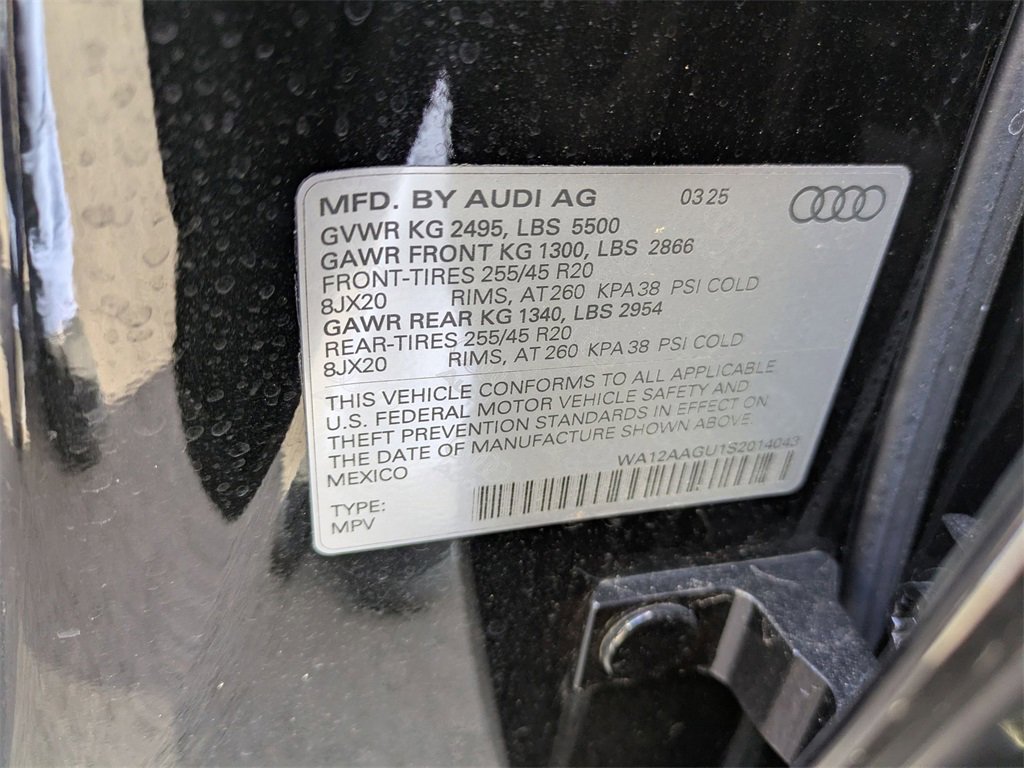 MFD. BY AUDI AG 03 25
GVWR KG 2495, LBS 5500
GAWR FRONT KG 1300, LBS 2866
FRONT-TIRES 255/45 R20
8JX20 RIMS, AT 260 KPA 38 PSI COLD
GAWR REAR KG 1340, LBS 2954
REAR-TIRES 255/45 R20
8JX20 RIMS, AT 260 KPA 38 PSI COLD
THIS VEHICLE CONFORMS TO ALL APPLICABLE
U.S. FEDERAL MOTOR VEHICLE SAFETY AND
THEFT PREVENTION STANDARDS IN EFFECT ON
THE DATE OF MANUFACTURE SHOWN ABOVE.
MEXICO WA12AAGU1S2014043
TYPE:
MPV